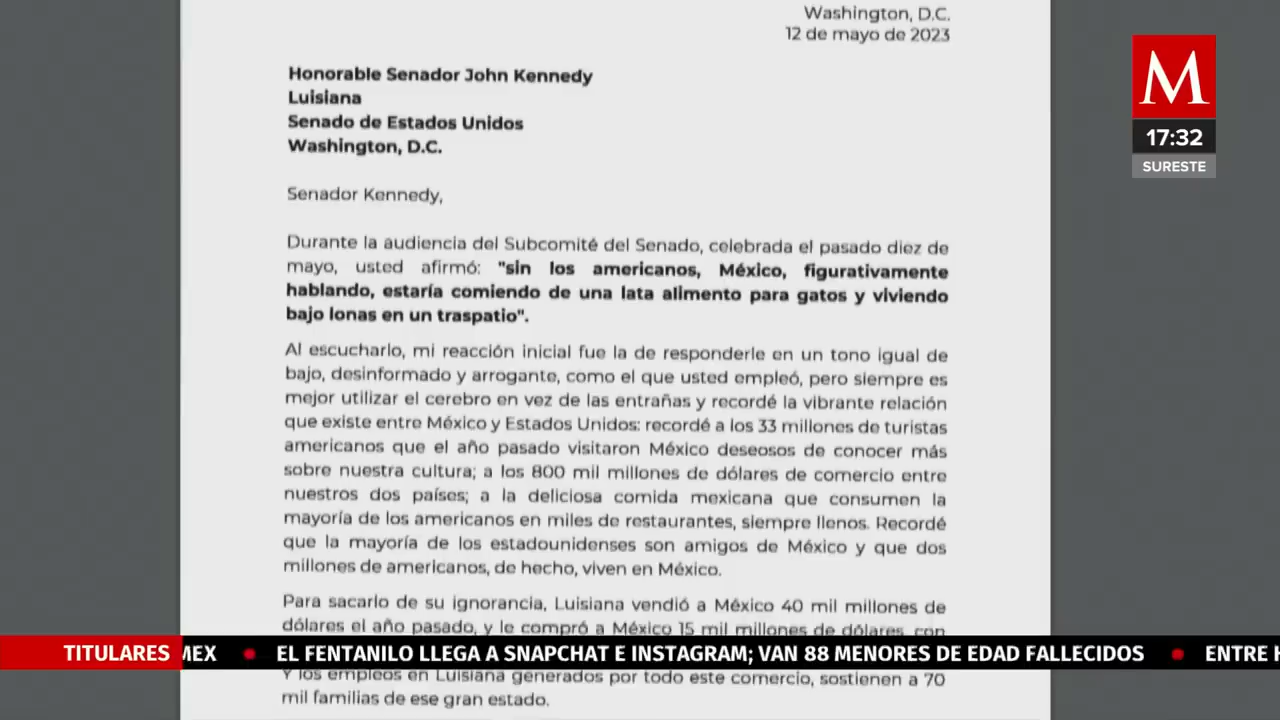 Washington, D.C.
12 de mayo de 2023
Honorable Senador John Kennedy
Luisiana
Senado de Estados Unidos
Washington, D.C.
Senador Kennedy,
Durante la audiencia del Subcomité del Senado, celebrada el pasado diez de
mayo, usted afirmó: "sin los americanos, México, figurativamente
hablando, estaría comiendo de una lata alimento para gatos y viviendo
bajo lonas en un traspatio".
Al escucharlo, mi reacción inicial fue la de responderle en un tono igual de
bajo, desinformado y arrogante, como el que usted empleó, pero siempre es
mejor utilizar el cerebro en vez de las entrañas y recordé la vibrante relación
que existe entre México y Estados Unidos: recordé a los 33 millones de turistas
americanos que el año pasado visitaron México deseosos de conocer más
sobre nuestra cultura; a los 800 mil millones de dólares de comercio entre
nuestros dos países; a la deliciosa comida mexicana que consumen la
mayoría de los americanos en miles de restaurantes, siempre llenos. Recordé
que la mayoría de los estadounidenses son amigos de México y que dos
millones de americanos, de hecho, viven en México.
Para sacarlo de su ignorancia, Luisiana vendió a México 40 mil millones de
dólares el año pasado, y le compró a México 15 mil millones de dólares, con
Y los empleos en Luisiana generados por todo este comercio, sostienen a 70
mil familias de ese gran estado.
M
17:32
SURESTE
TITULARES MEX • EL FENTANILO LLEGA A SNAPCHAT E INSTAGRAM; VAN 88 MENORES DE EDAD FALLECIDOS • ENTRE